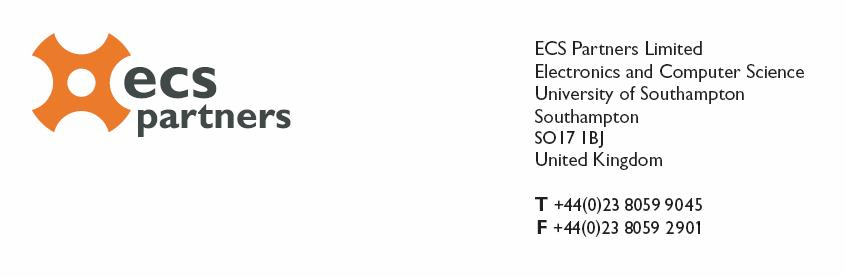 ecs
partners
ECS Partners Limited
Electronics and Computer Science
University of Southampton
Southampton
SO17 1BJ
United Kingdom
T +44(0)23 8059 9045
F +44(0)23 8059 2901